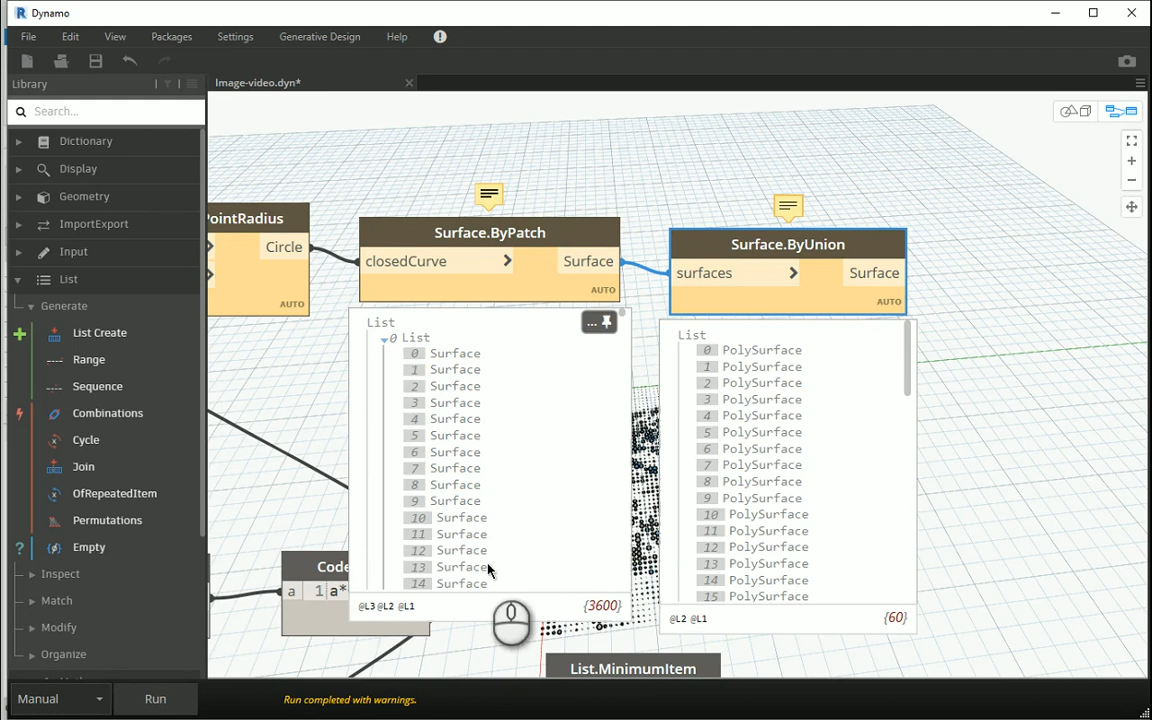 Dynamo
File Edit View Packages Settings Generative Design Help
Library
Image-video.dyn*
Search...
Dictionary
Display
Geometry
ImportExport
Input
List
Generate
List Create
Range
Sequence
Combinations
Cycle
Join
OfRepeatedItem
Permutations
Empty
Inspect
Match
Modify
Organize
PointRadius
Circle
AUTO
Surface.ByPatch
closedCurve > Surface
AUTO
List
0 List
0 Surface
1 Surface
2 Surface
3 Surface
4 Surface
5 Surface
6 Surface
7 Surface
8 Surface
9 Surface
10 Surface
11 Surface
12 Surface
13 Surface
14 Surface
@L3 @L2 @L1 {3600}
Surface.ByUnion
surfaces > Surface
AUTO
List
0 PolySurface
1 PolySurface
2 PolySurface
3 PolySurface
4 PolySurface
5 PolySurface
6 PolySurface
7 PolySurface
8 PolySurface
9 PolySurface
10 PolySurface
11 PolySurface
12 PolySurface
13 PolySurface
14 PolySurface
15 PolySurface
@L2 @L1 {60}
Code
a 1 a*
List.MinimumItem
Manual Run Run completed with warnings.